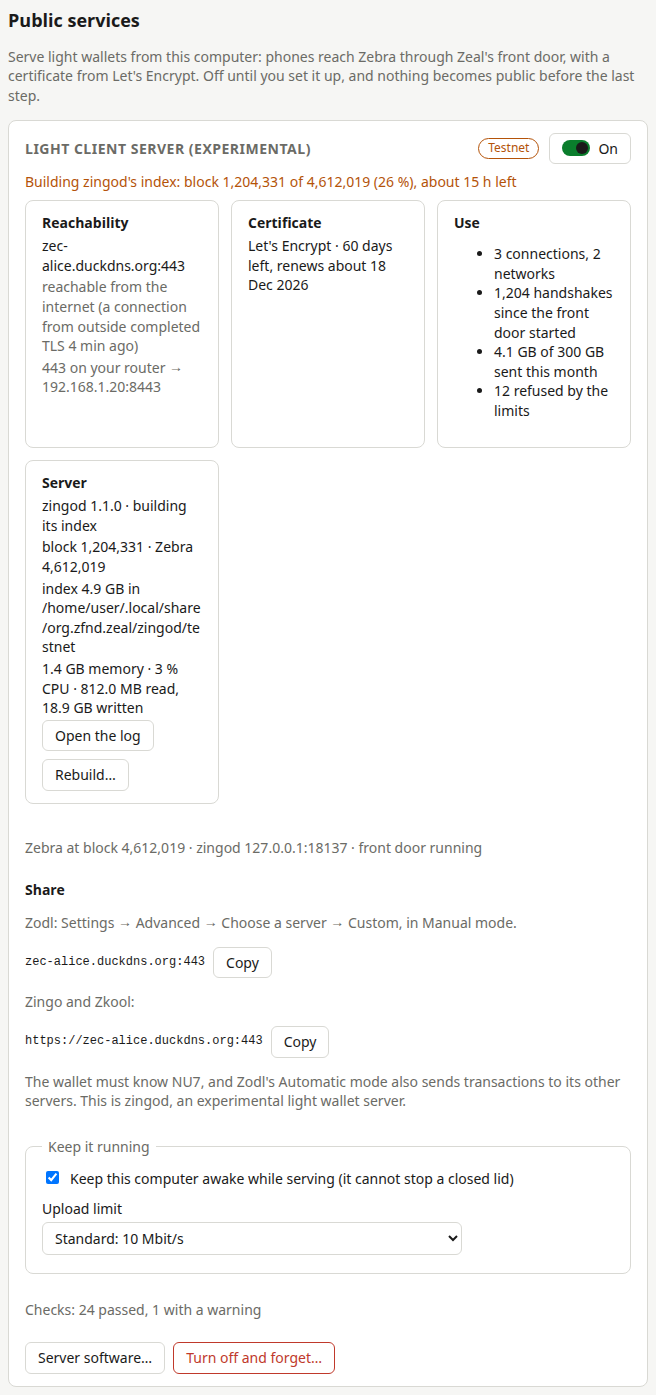 Public services
Serve light wallets from this computer: phones reach Zebra through Zeal's front door, with a
certificate from Let's Encrypt. Off until you set it up, and nothing becomes public before the last
step.
LIGHT CLIENT SERVER (EXPERIMENTAL)
Testnet
On
Building zingod's index: block 1,204,331 of 4,612,019 (26 %), about 15 h left
Reachability
zec-
alice.duckdns.org:443
reachable from the
internet (a connection
from outside completed
TLS 4 min ago)
443 on your router →
192.168.1.20:8443
Certificate
Let's Encrypt · 60 days
left, renews about 18
Dec 2026
Use
• 3 connections, 2
networks
• 1,204 handshakes
since the front
door started
• 4.1 GB of 300 GB
sent this month
• 12 refused by the
limits
Server
zingod 1.1.0 · building
its index
block 1,204,331 · Zebra
4,612,019
index 4.9 GB in
/home/user/.local/share
/org.zfnd.zeal/zingod/te
stnet
1.4 GB memory · 3 %
CPU · 812.0 MB read,
18.9 GB written
Open the log
Rebuild...
Zebra at block 4,612,019 · zingod 127.0.0.1:18137 · front door running
Share
Zodl: Settings → Advanced → Choose a server → Custom, in Manual mode.
zec-alice.duckdns.org:443
Copy
Zingo and Zkool:
https://zec-alice.duckdns.org:443
Copy
The wallet must know NU7, and Zodl's Automatic mode also sends transactions to its other
servers. This is zingod, an experimental light wallet server.
Keep it running
Keep this computer awake while serving (it cannot stop a closed lid)
Upload limit
Standard: 10 Mbit/s
Checks: 24 passed, 1 with a warning
Server software...
Turn off and forget...